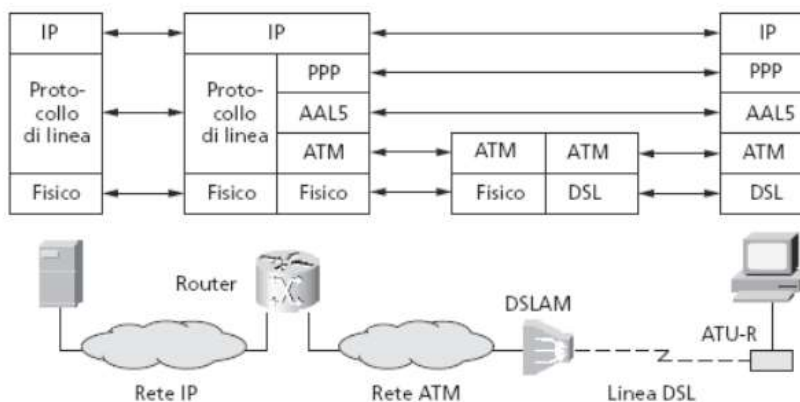 IP
IP
IP
Proto-
collo
di linea
Proto-
collo
di linea
PPP
PPP
AAL5
AAL5
ATM
ATM
ATM
ATM
Fisico
Fisico
Fisico
Fisico
DSL
DSL
Router
DSLAM
ATU-R
Rete IP
Rete ATM
Linea DSL